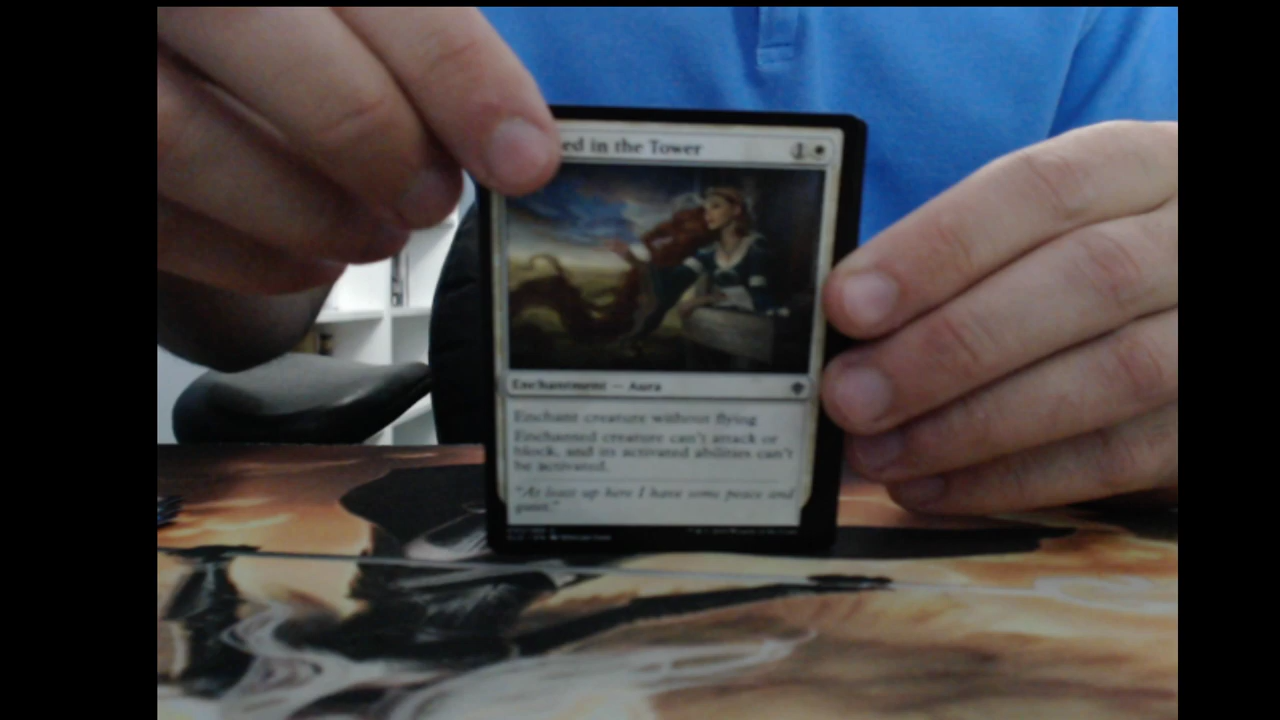 ed in the Tower 1
Enchantment — Aura
Enchant creature without flying
Enchanted creature can't attack or
block, and its activated abilities can't
be activated.
"At least up here I have some peace and
quiet."